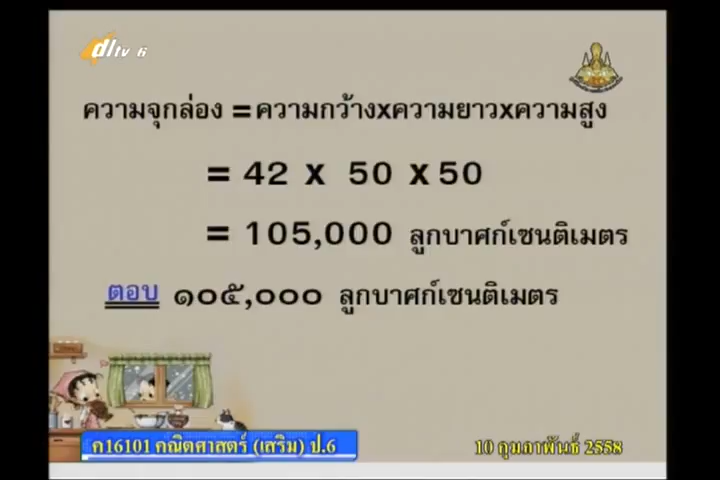 dltv 6
ความจุกล่อง = ความกว้างxความยาวxความสูง
= 42 x 50 x 50
= 105,000 ลูกบาศก์เซนติเมตร
ตอบ ๑๐๕,๐๐๐ ลูกบาศก์เซนติเมตร
ค16101 คณิตศาสตร์ (เสริม) ป.6
10 กุมภาพันธ์ 2558